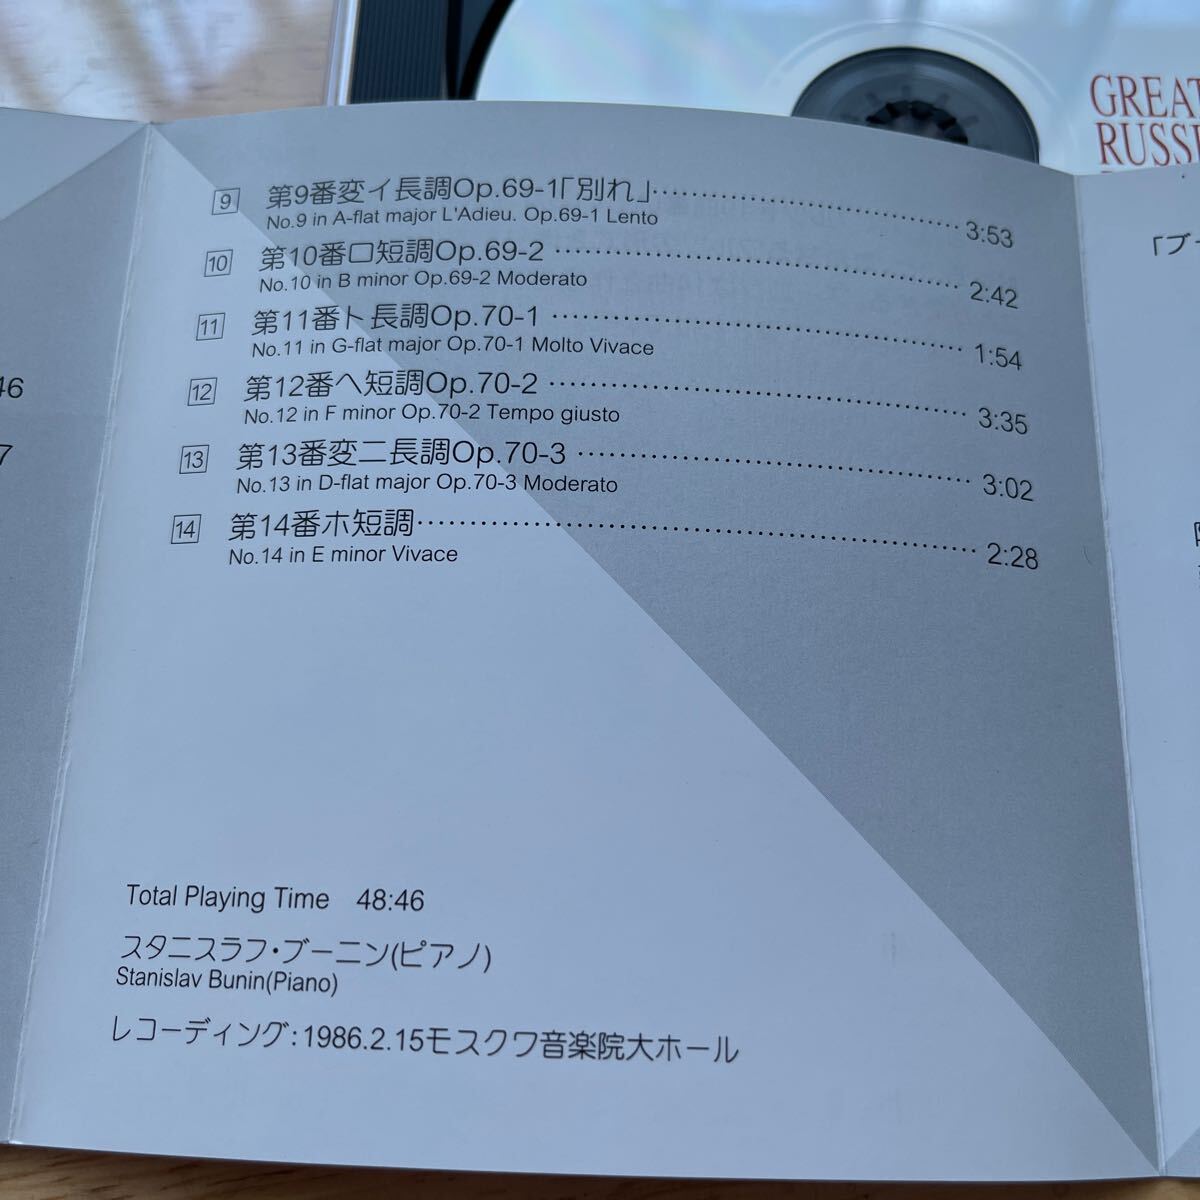 GREAT
RUSSI
9 第9番変イ長調Op.69-1「別れ」 3:53
No.9 in A-flat major L'Adieu. Op.69-1 Lento
10 第10番ロ短調Op.69-2 2:42
No.10 in B minor Op.69-2 Moderato
11 第11番ト長調Op.70-1 1:54
No.11 in G-flat major Op.70-1 Molto Vivace
12 第12番ヘ短調Op.70-2 3:35
No.12 in F minor Op.70-2 Tempo giusto
13 第13番変ニ長調Op.70-3 3:02
No.13 in D-flat major Op.70-3 Moderato
14 第14番ホ短調 2:28
No.14 in E minor Vivace
Total Playing Time 48:46
スタニスラフ・ブーニン(ピアノ)
Stanislav Bunin(Piano)
レコーディング:1986.2.15モスクワ音楽院大ホール
46
7
「ブ